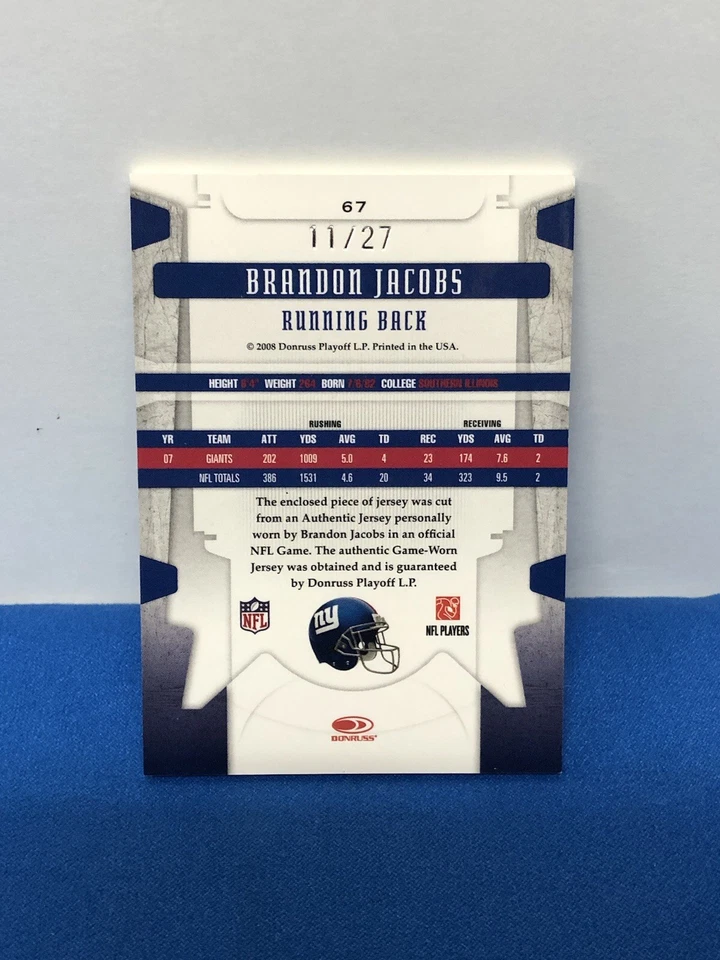 67
11/27
BRANDON JACOBS
RUNNING BACK
© 2008 Donruss Playoff L.P. Printed in the USA.
HEIGHT 6'4" WEIGHT 264 BORN 7/6/82 COLLEGE SOUTHERN ILLINOIS
RUSHING RECEIVING
YR TEAM ATT YDS AVG TD REC YDS AVG TD
07 GIANTS 202 1009 5.0 4 23 174 7.6 2
NFL TOTALS 386 1531 4.6 20 34 323 9.5 2
The enclosed piece of jersey was cut
from an Authentic Jersey personally
worn by Brandon Jacobs in an official
NFL Game. The authentic Game-Worn
Jersey was obtained and is guaranteed
by Donruss Playoff L.P.
NFL
ny
NFL PLAYERS
DONRUSS